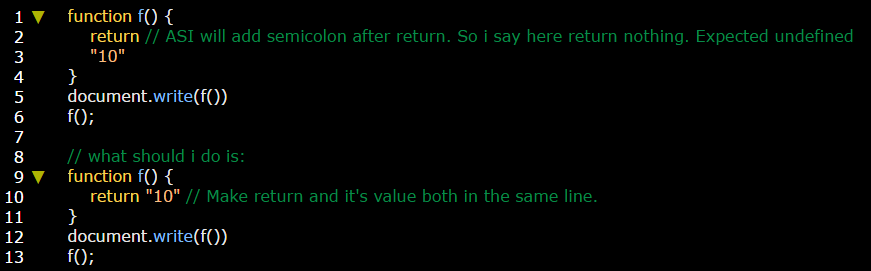 1 ▼ function f() {
2 return // ASI will add semicolon after return. So i say here return nothing. Expected undefined
3 "10"
4 }
5 document.write(f())
6 f();
7
8 // what should i do is:
9 ▼ function f() {
10 return "10" // Make return and it's value both in the same line.
11 }
12 document.write(f())
13 f();